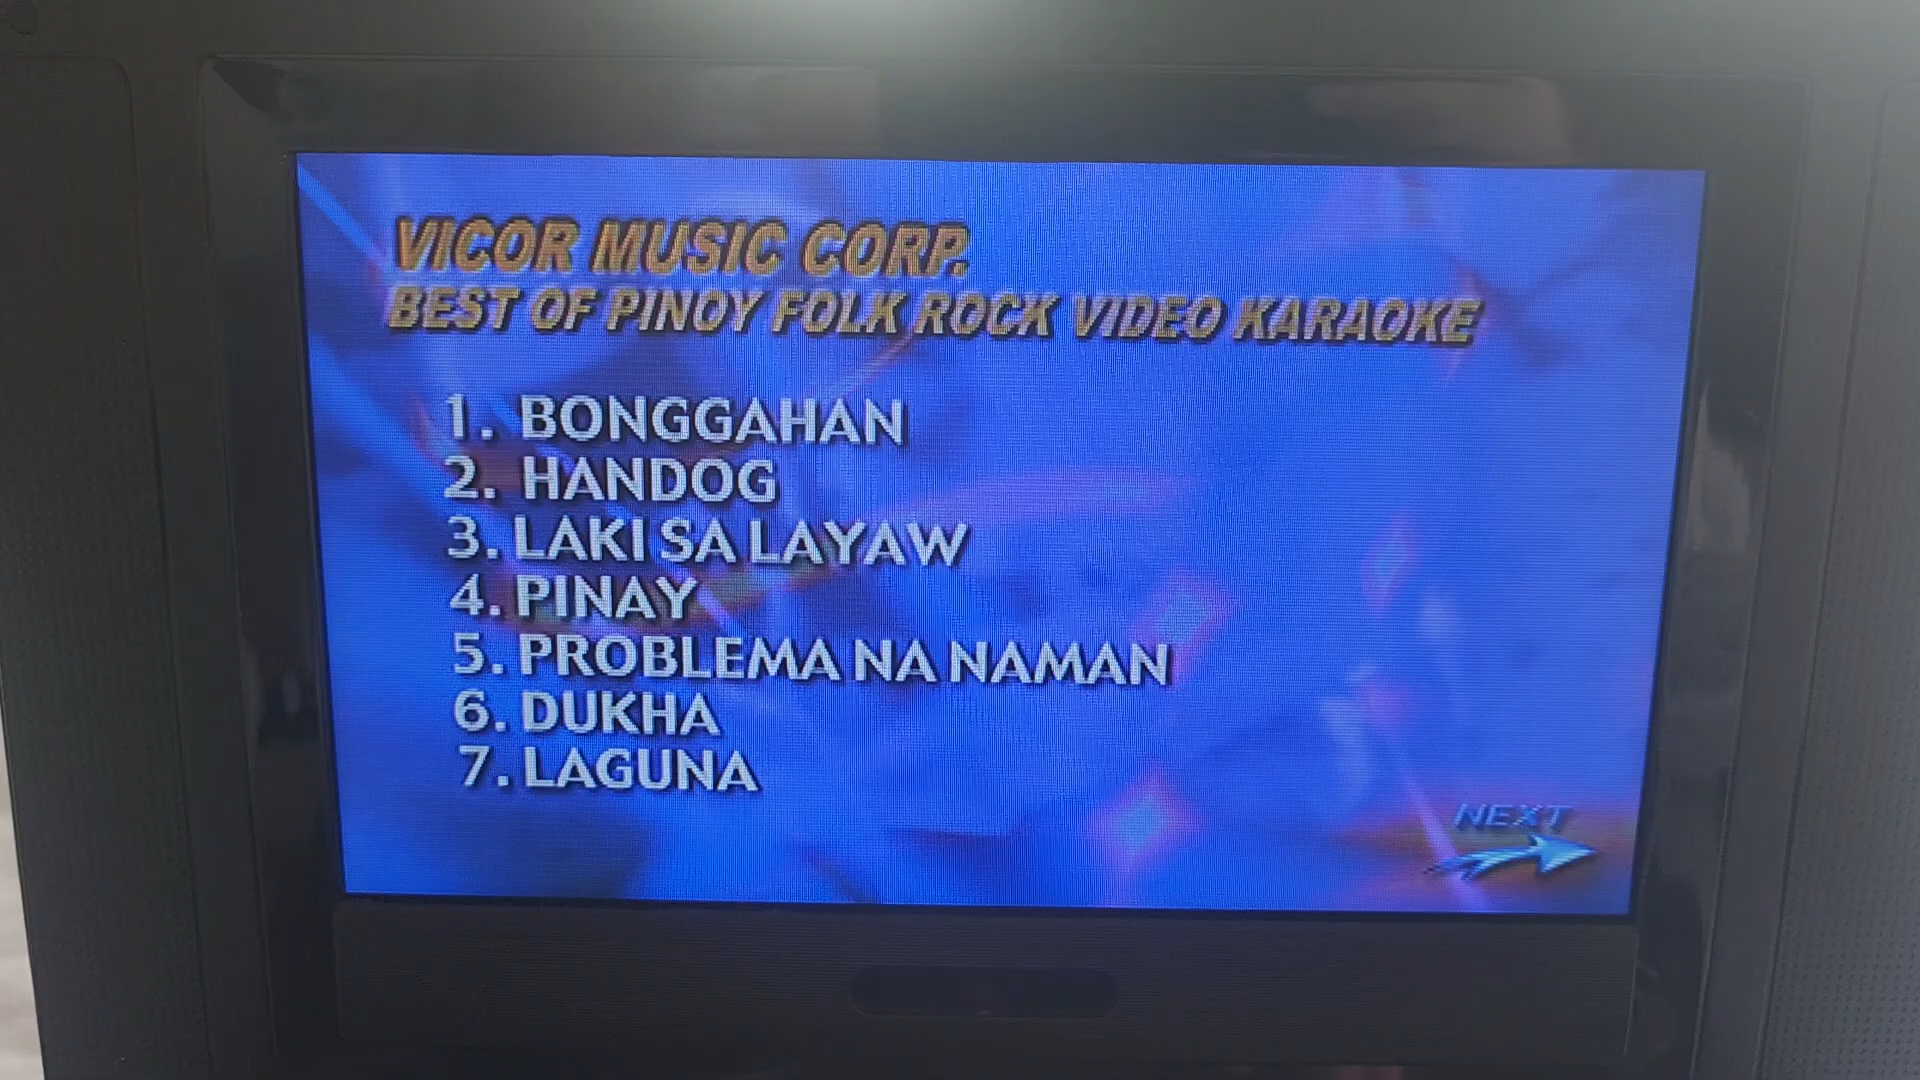 VICOR MUSIC CORP.
BEST OF PINOY FOLK ROCK VIDEO KARAOKE
1. BONGGAHAN
2. HANDOG
3. LAKI SA LAYAW
4. PINAY
5. PROBLEMA NA NAMAN
6. DUKHA
7. LAGUNA
NEXT